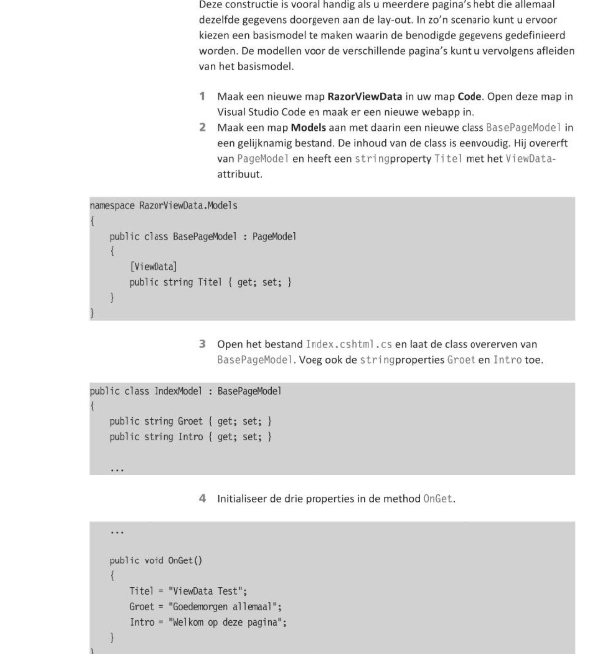 Deze constructie is vooral handig als u meerdere pagina's hebt die allemaal
dezelfde gegevens doorgeven aan de lay-out. In zo'n scenario kunt u ervoor
kiezen een basismodel te maken waarin de benodigde gegevens gedefinieerd
worden. De modellen voor de verschillende pagina's kunt u vervolgens afleiden
van het basismodel.
1 Maak een nieuwe map RazorViewData in uw map Code. Open deze map in
Visual Studio Code en maak er een nieuwe webapp in.
2 Maak een map Models aan met daarin een nieuwe class BasePageModel in
een gelijknamig bestand. De inhoud van de class is eenvoudig. Hij overerft
van PageModel en heeft een stringproperty Titel met het ViewData-
attribuut.
namespace RazorViewData.Models
{
public class BasePageModel : PageModel
{
[ViewData]
public string Titel { get; set; }
}
}
3 Open het bestand Index.cshtml.cs en laat de class overerven van
BasePageModel. Voeg ook de stringproperties Groet en Intro toe.
public class IndexModel : BasePageModel
{
public string Groet { get; set; }
public string Intro { get; set; }
...
4 Initialiseer de drie properties in de method OnGet.
...
public void OnGet()
{
Titel = "ViewData Test";
Groet = "Goedemorgen allemaal";
Intro = "Welkom op deze pagina";
}
}